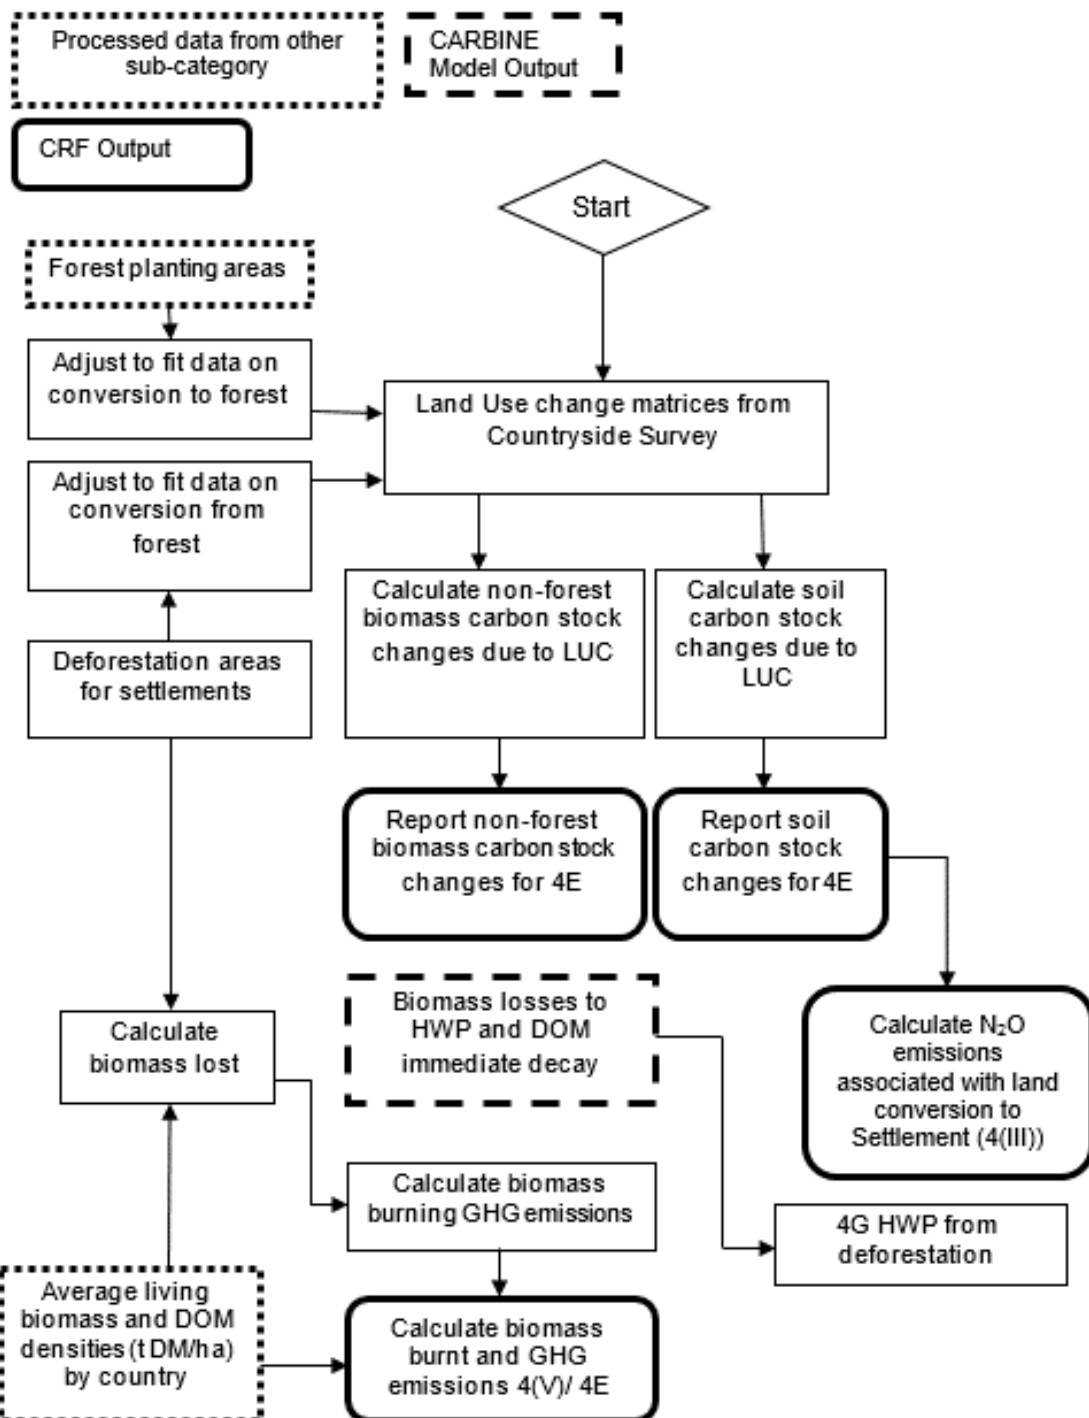 Processed data from other
sub-category
CARBINE
Model Output
CRF Output
Start
Forest planting areas
Adjust to fit data on
conversion to forest
Land Use change matrices from
Countryside Survey
Adjust to fit data on
conversion from
forest
Calculate non-forest
biomass carbon stock
changes due to LUC
Calculate soil
carbon stock
changes due to
LUC
Deforestation areas
for settlements
Report non-forest
biomass carbon stock
changes for 4E
Report soil
carbon stock
changes for 4E
Biomass losses to
HWP and DOM
immediate decay
Calculate N₂O
emissions
associated with land
conversion to
Settlement (4(III))
Calculate
biomass lost
Calculate biomass
burning GHG emissions
4G HWP from
deforestation
Average living
biomass and DOM
densities (t DM/ha)
by country
Calculate biomass
burnt and GHG
emissions 4(V)/ 4E